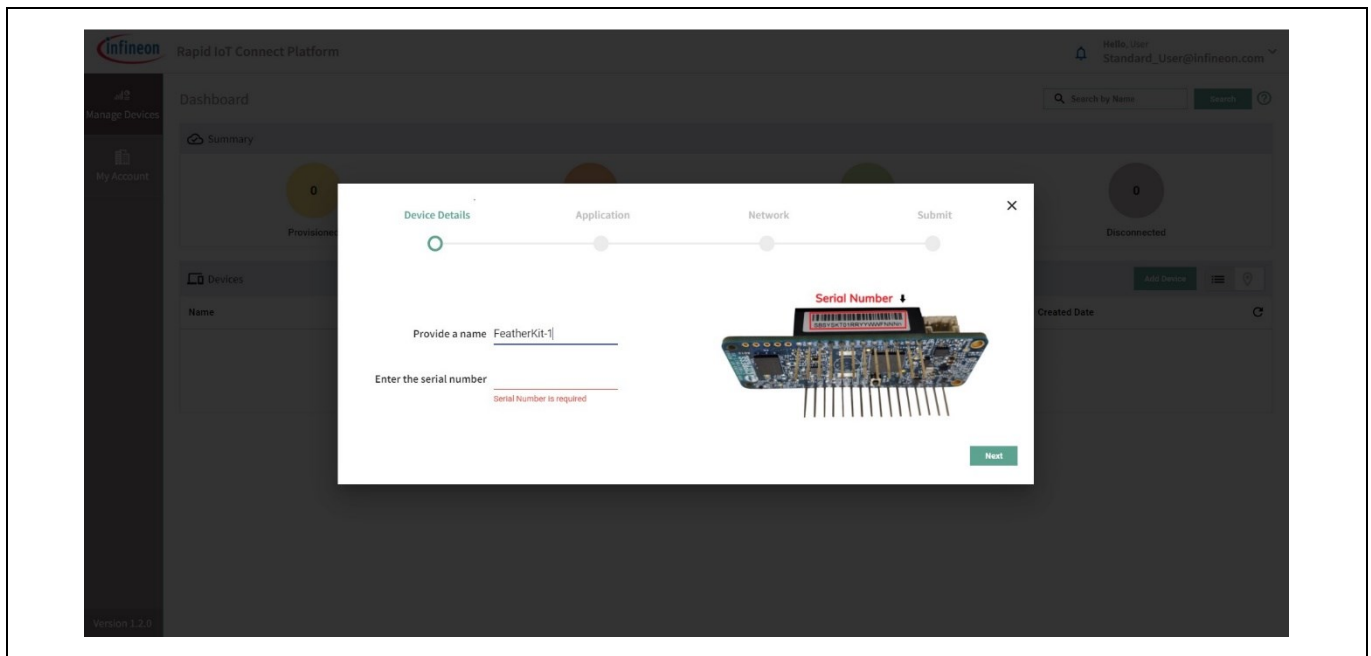 infineon
Rapid IoT Connect Platform
Hello, User
Standard_User@infineon.com
Manage Devices
Dashboard
Search by Name
Search
Summary
My Account
0
0
Provisioned
Disconnected
Device Details
Application
Network
Submit
Devices
Add Device
Name
Created Date
Serial Number
Provide a name FeatherKit-1
Enter the serial number
Serial Number is required
Next
Version 1.2.0